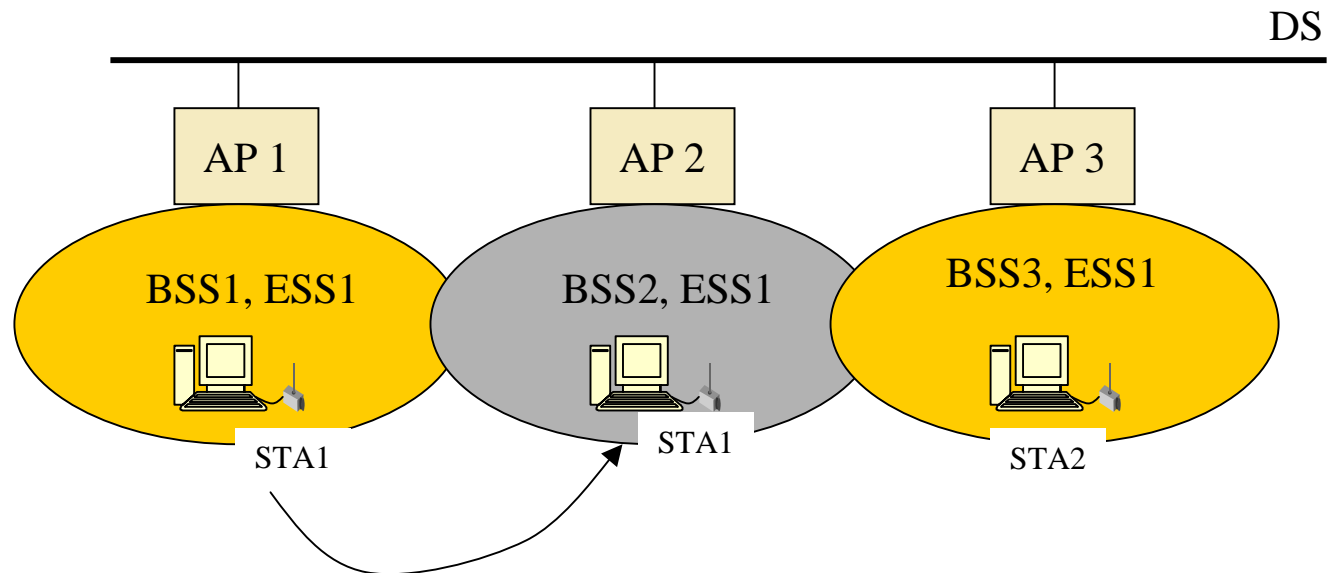 DS
AP 1
AP 2
AP 3
BSS1, ESS1
BSS2, ESS1
BSS3, ESS1
STA1
STA1
STA2